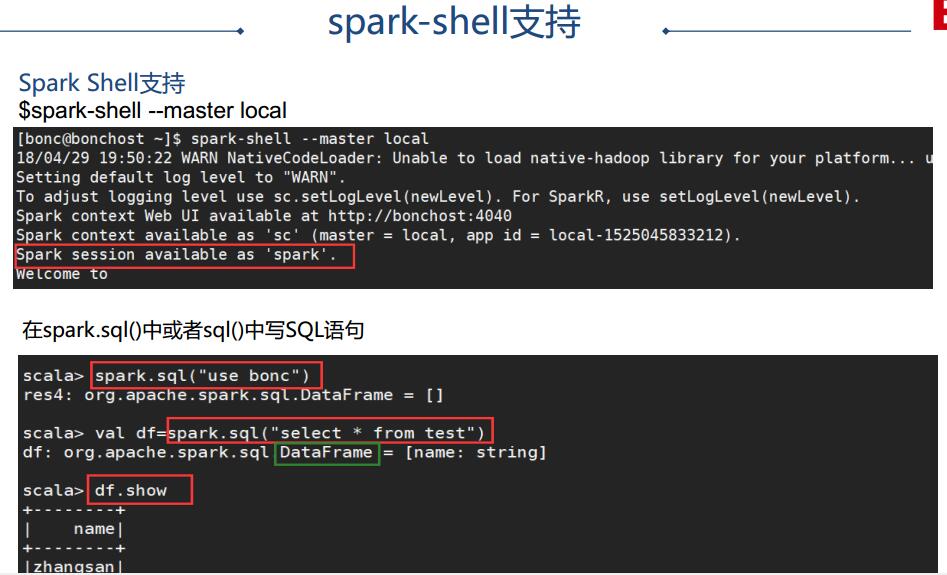 spark-shell支持
Spark Shell支持
$spark-shell --master local
[bonc@bonchost ~]$ spark-shell --master local
18/04/29 19:50:22 WARN NativeCodeLoader: Unable to load native-hadoop library for your platform... u
Setting default log level to "WARN".
To adjust logging level use sc.setLogLevel(newLevel). For SparkR, use setLogLevel(newLevel).
Spark context Web UI available at http://bonchost:4040
Spark context available as 'sc' (master = local, app id = local-1525045833212).
Spark session available as 'spark'.
Welcome to
在spark.sql()中或者sql()中写SQL语句
scala> spark.sql("use bonc")
res4: org.apache.spark.sql.DataFrame = []
scala> val df=spark.sql("select * from test")
df: org.apache.spark.sql DataFrame = [name: string]
scala> df.show
+--------+
|    name|
+--------+
|zhangsan|